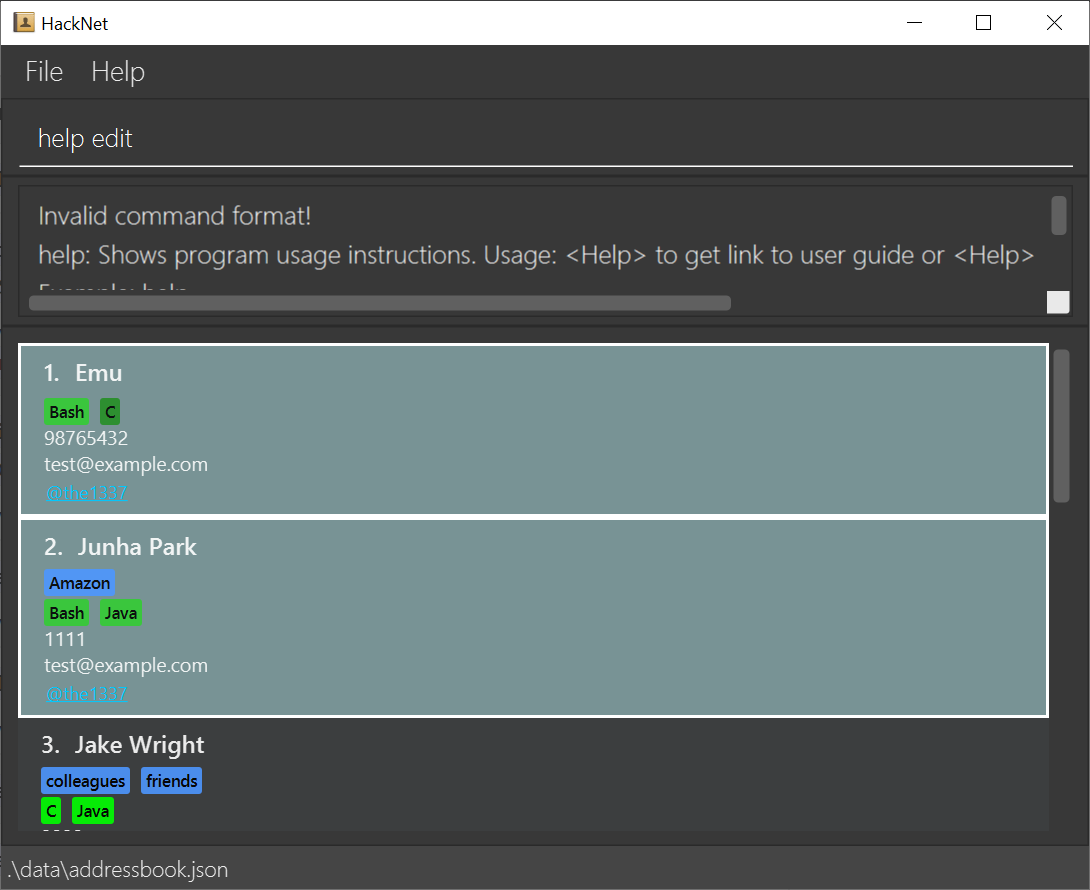 HackNet
File Help
help edit
Invalid command format!
help: Shows program usage instructions. Usage: <Help> to get link to user guide or <Help>
Example: help
1. Emu
Bash C
98765432
test@example.com
@the1337
2. Junha Park
Amazon
Bash Java
1111
test@example.com
@the1337
3. Jake Wright
colleagues friends
C Java
.\data\addressbook.json